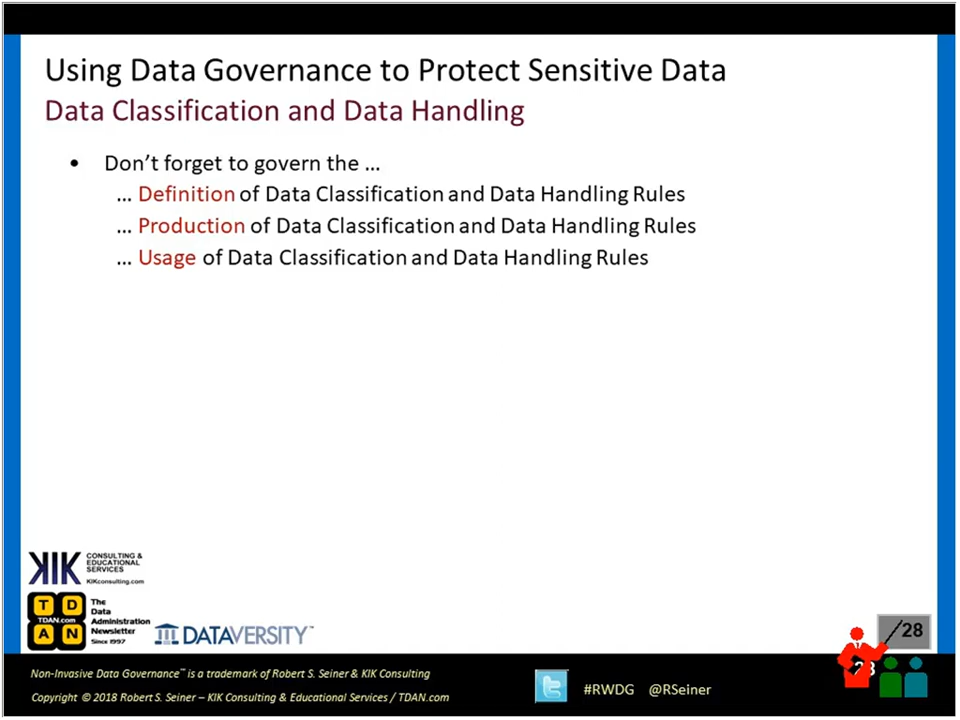 Using Data Governance to Protect Sensitive Data
Data Classification and Data Handling
• Don't forget to govern the …
… Definition of Data Classification and Data Handling Rules
… Production of Data Classification and Data Handling Rules
… Usage of Data Classification and Data Handling Rules
KIK CONSULTING &
EDUCATIONAL
SERVICES
KIKconsulting.com
T D
TDAN.com
A N
The
Data
Administration
Newsletter
Since 1997
DATAVERSITY™
28
Non-Invasive Data Governance™ is a trademark of Robert S. Seiner & KIK Consulting
Copyright © 2018 Robert S. Seiner – KIK Consulting & Educational Services / TDAN.com
#RWDG @RSeiner